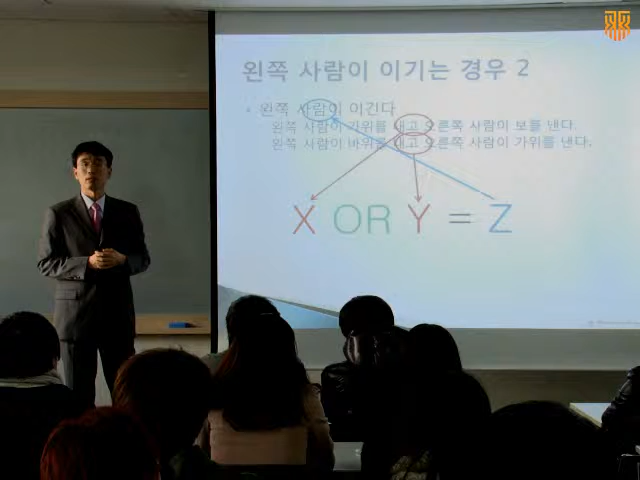 왼쪽 사람이 이기는 경우 2
• 왼쪽 사람이 이긴다
왼쪽 사람이 가위를 내고 오른쪽 사람이 보를 낸다.
왼쪽 사람이 바위를 내고 오른쪽 사람이 가위를 낸다.
X OR Y = Z